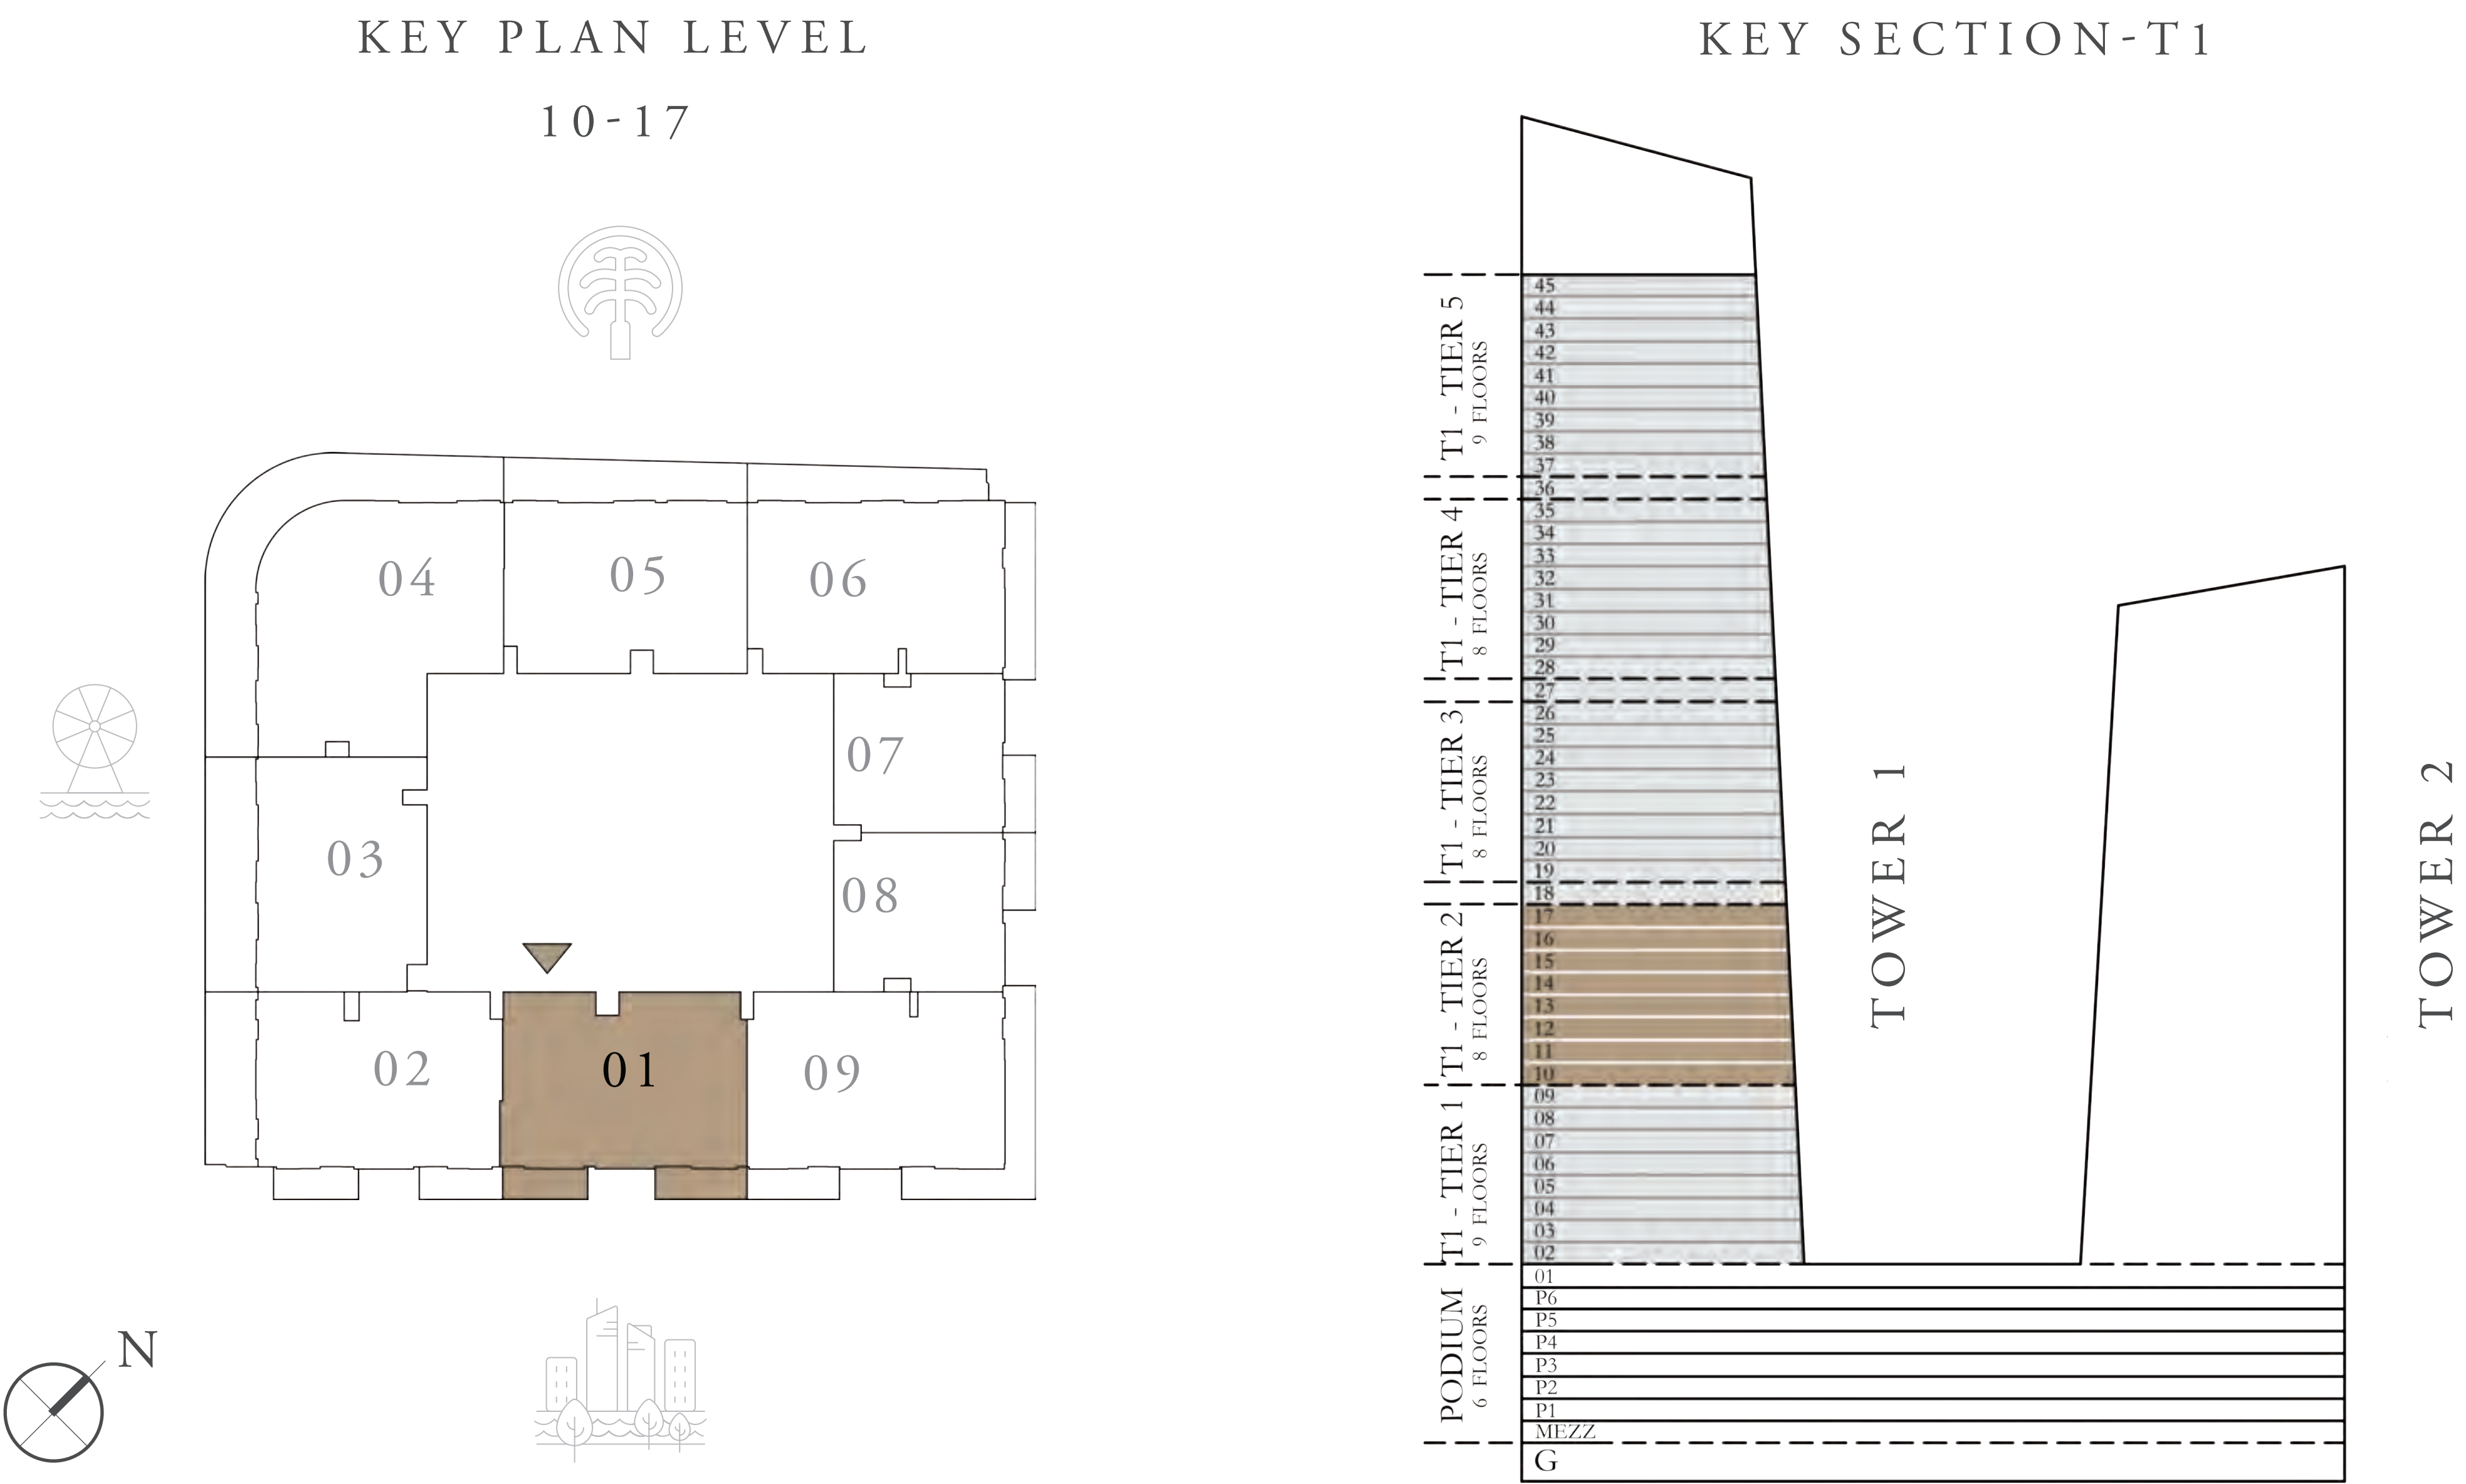 KEY PLAN LEVEL
10-17
04
05
06
07
03
08
02
01
09
N
KEY SECTION-T1
T1 - TIER 5
9 FLOORS
45
44
43
42
41
40
39
38
37
36
T1 - TIER 4
8 FLOORS
35
34
33
32
31
30
29
28
27
T1 - TIER 3
8 FLOORS
26
25
24
23
22
21
20
19
18
T1 - TIER 2
8 FLOORS
17
16
15
14
13
12
11
10
T1 - TIER 1
9 FLOORS
09
08
07
06
05
04
03
02
PODIUM
6 FLOORS
01
P6
P5
P4
P3
P2
P1
MEZZ
G
TOWER 1
TOWER 2